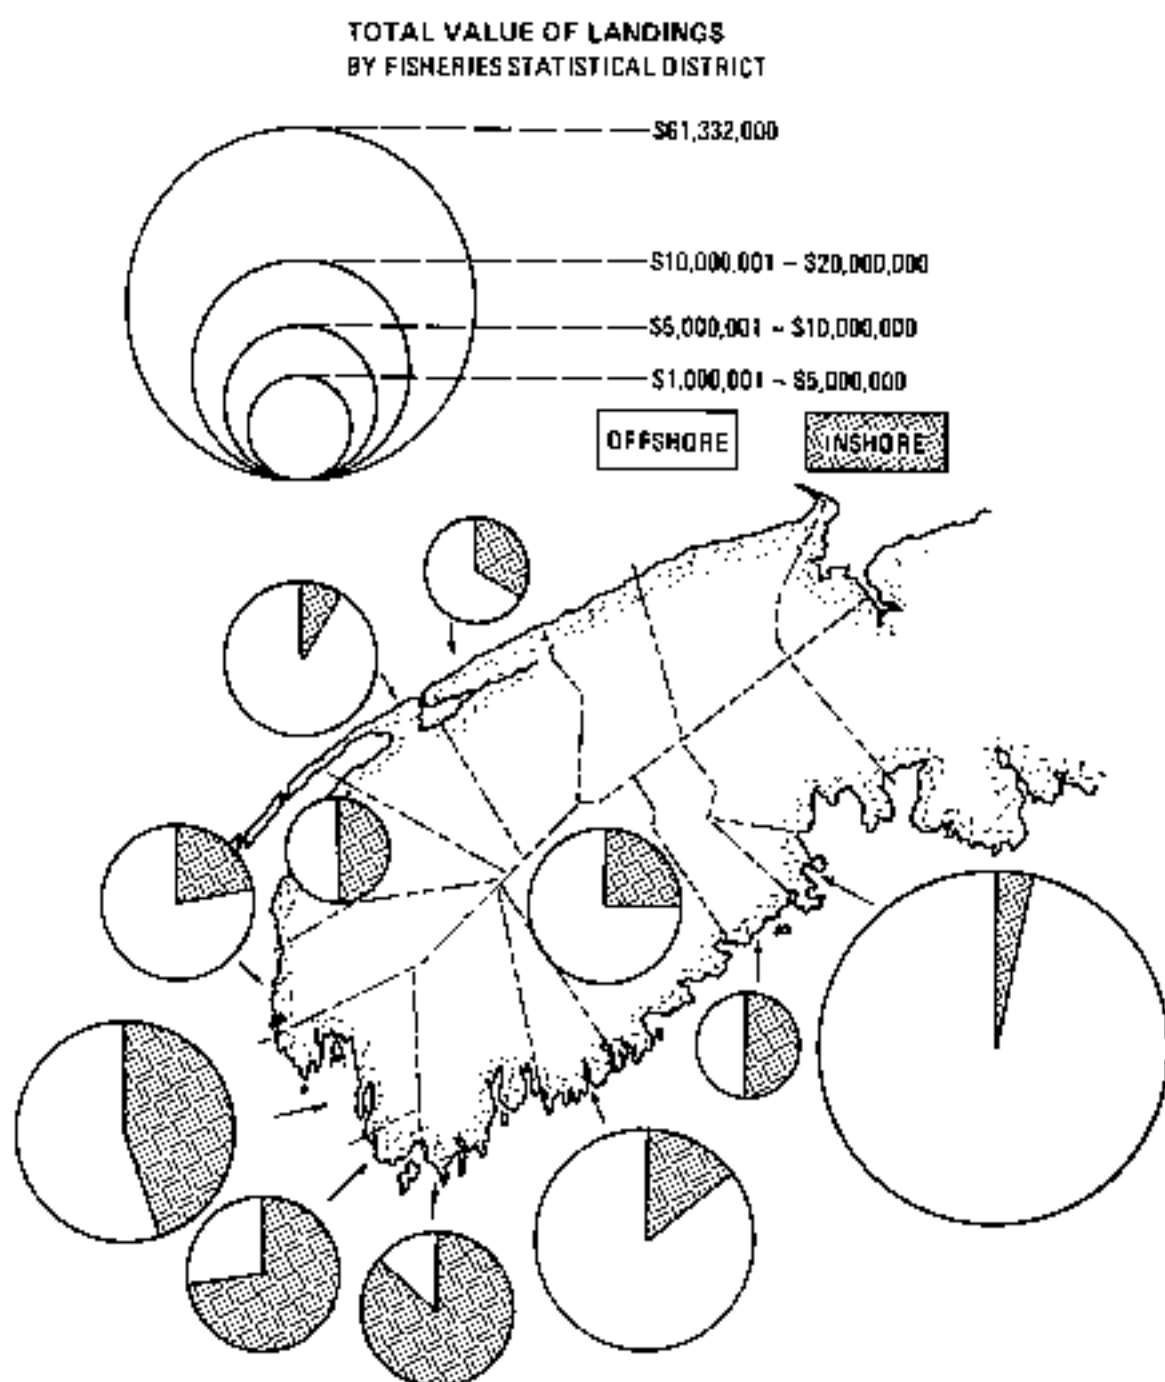 TOTAL VALUE OF LANDINGS
BY FISHERIES STATISTICAL DISTRICT
$61,332,000
$10,000,001 – $20,000,000
$5,000,001 – $10,000,000
$1,000,001 – $5,000,000
OFFSHORE
INSHORE